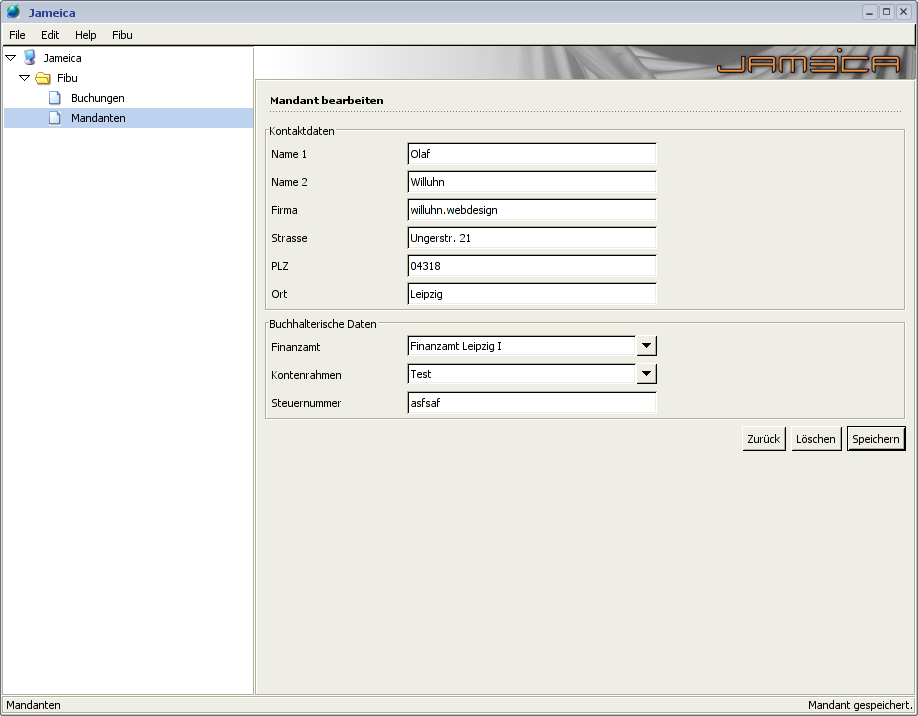 Jameica
File Edit Help Fibu
Jameica
Fibu
Buchungen
Mandanten
JAMEICA
Mandant bearbeiten
Kontaktdaten
Name 1 Olaf
Name 2 Willuhn
Firma willuhn.webdesign
Strasse Ungerstr. 21
PLZ 04318
Ort Leipzig
Buchhalterische Daten
Finanzamt Finanzamt Leipzig I
Kontenrahmen Test
Steuernummer asfsaf
Zurück Löschen Speichern
Mandanten Mandant gespeichert.